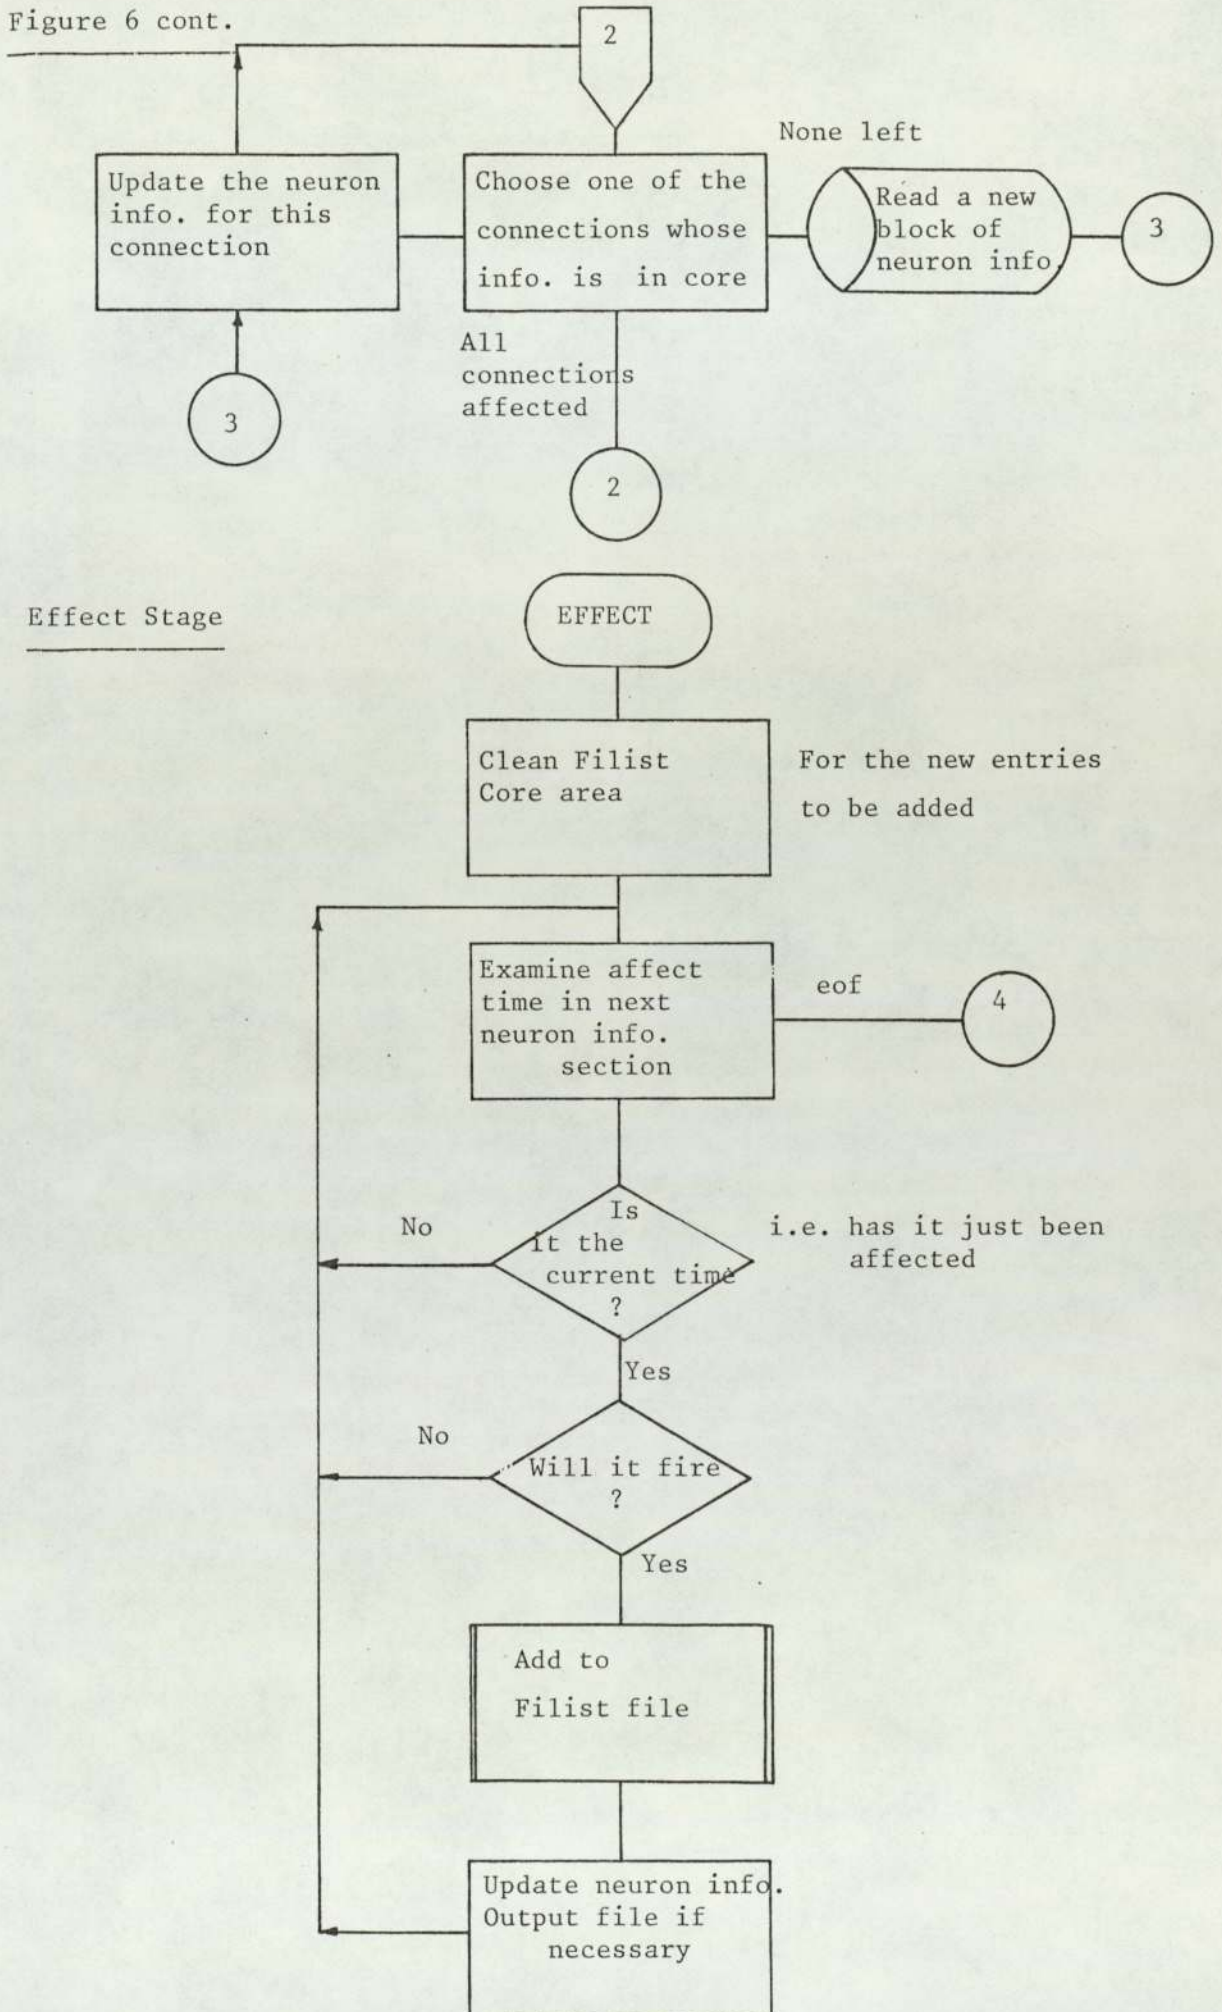 Figure 6 cont.
2
None left
Update the neuron
info. for this
connection
Choose one of the
connections whose
info. is in core
Read a new
block of
neuron info.
3
All
connections
affected
3
2
Effect Stage
EFFECT
Clean Filist
Core area
For the new entries
to be added
Examine affect
time in next
neuron info.
section
eof
4
No
Is
it the
current time
?
i.e. has it just been
affected
Yes
No
Will it fire
?
Yes
Add to
Filist file
Update neuron info.
Output file if
necessary